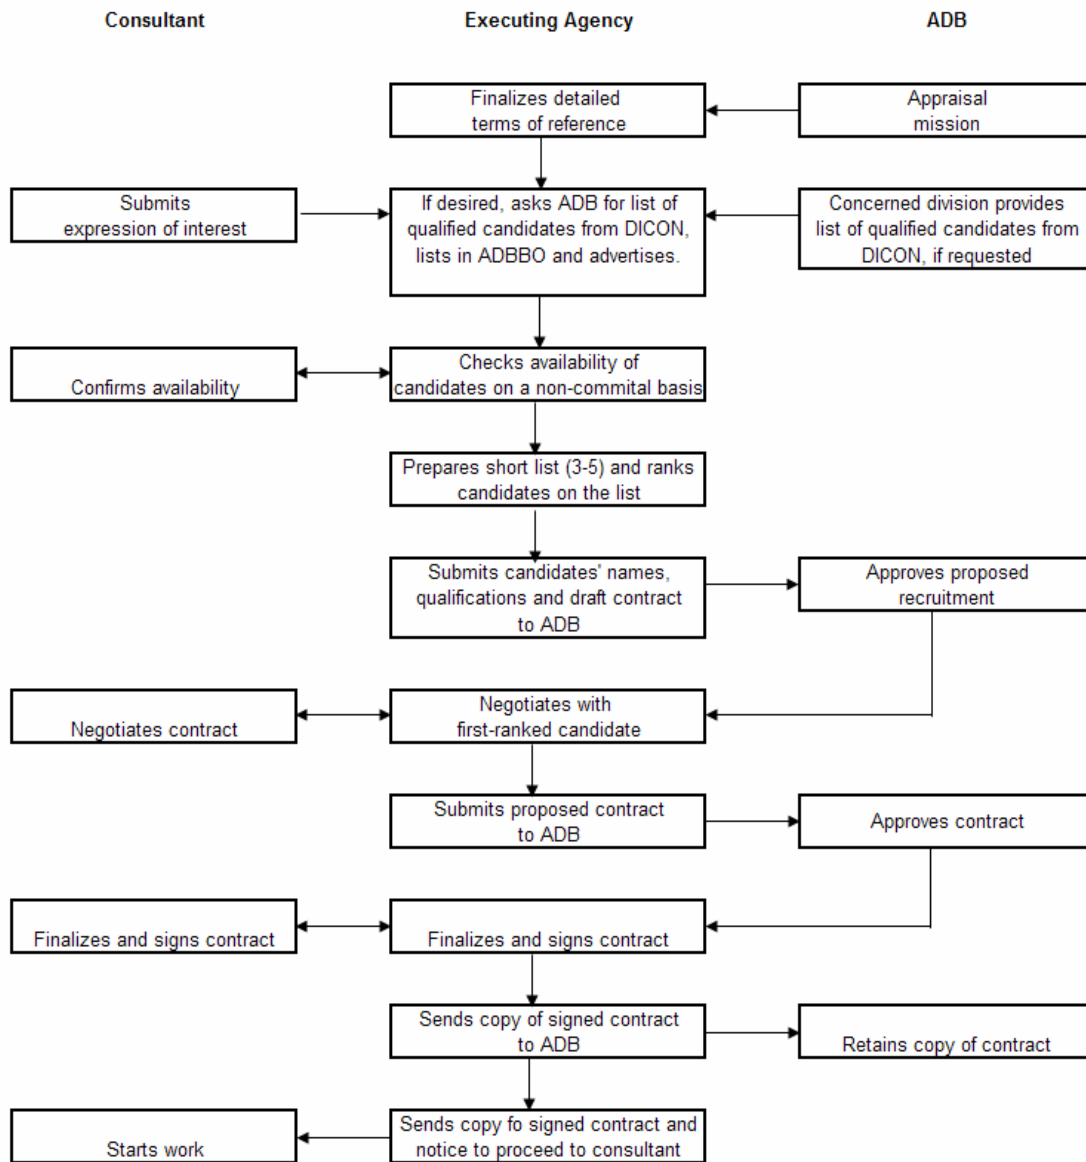 Consultant
Executing Agency
ADB
Finalizes detailed
terms of reference
Appraisal
mission
Submits
expression of interest
If desired, asks ADB for list of
qualified candidates from DICON,
lists in ADBBO and advertises.
Concerned division provides
list of qualified candidates from
DICON, if requested
Confirms availability
Checks availability of
candidates on a non-commital basis
Prepares short list (3-5) and ranks
candidates on the list
Submits candidates' names,
qualifications and draft contract
to ADB
Approves proposed
recruitment
Negotiates contract
Negotiates with
first-ranked candidate
Submits proposed contract
to ADB
Approves contract
Finalizes and signs contract
Finalizes and signs contract
Sends copy of signed contract
to ADB
Retains copy of contract
Starts work
Sends copy fo signed contract and
notice to proceed to consultant